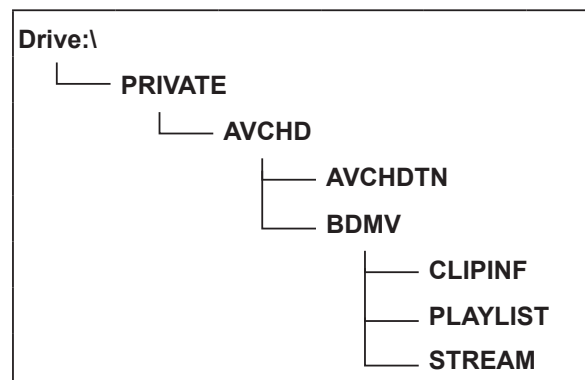 Drive:\
PRIVATE
AVCHD
AVCHDTN
BDMV
CLIPINF
PLAYLIST
STREAM